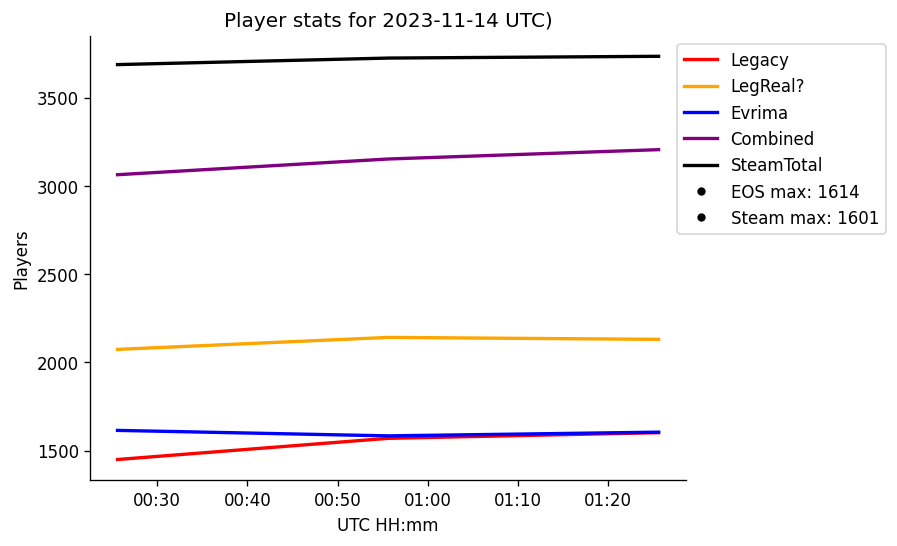 Player stats for 2023-11-14 UTC)
Legacy
LegReal?
Evrima
Combined
SteamTotal
EOS max: 1614
Steam max: 1601
Players
3500
3000
2500
2000
1500
00:30 00:40 00:50 01:00 01:10 01:20
UTC HH:mm